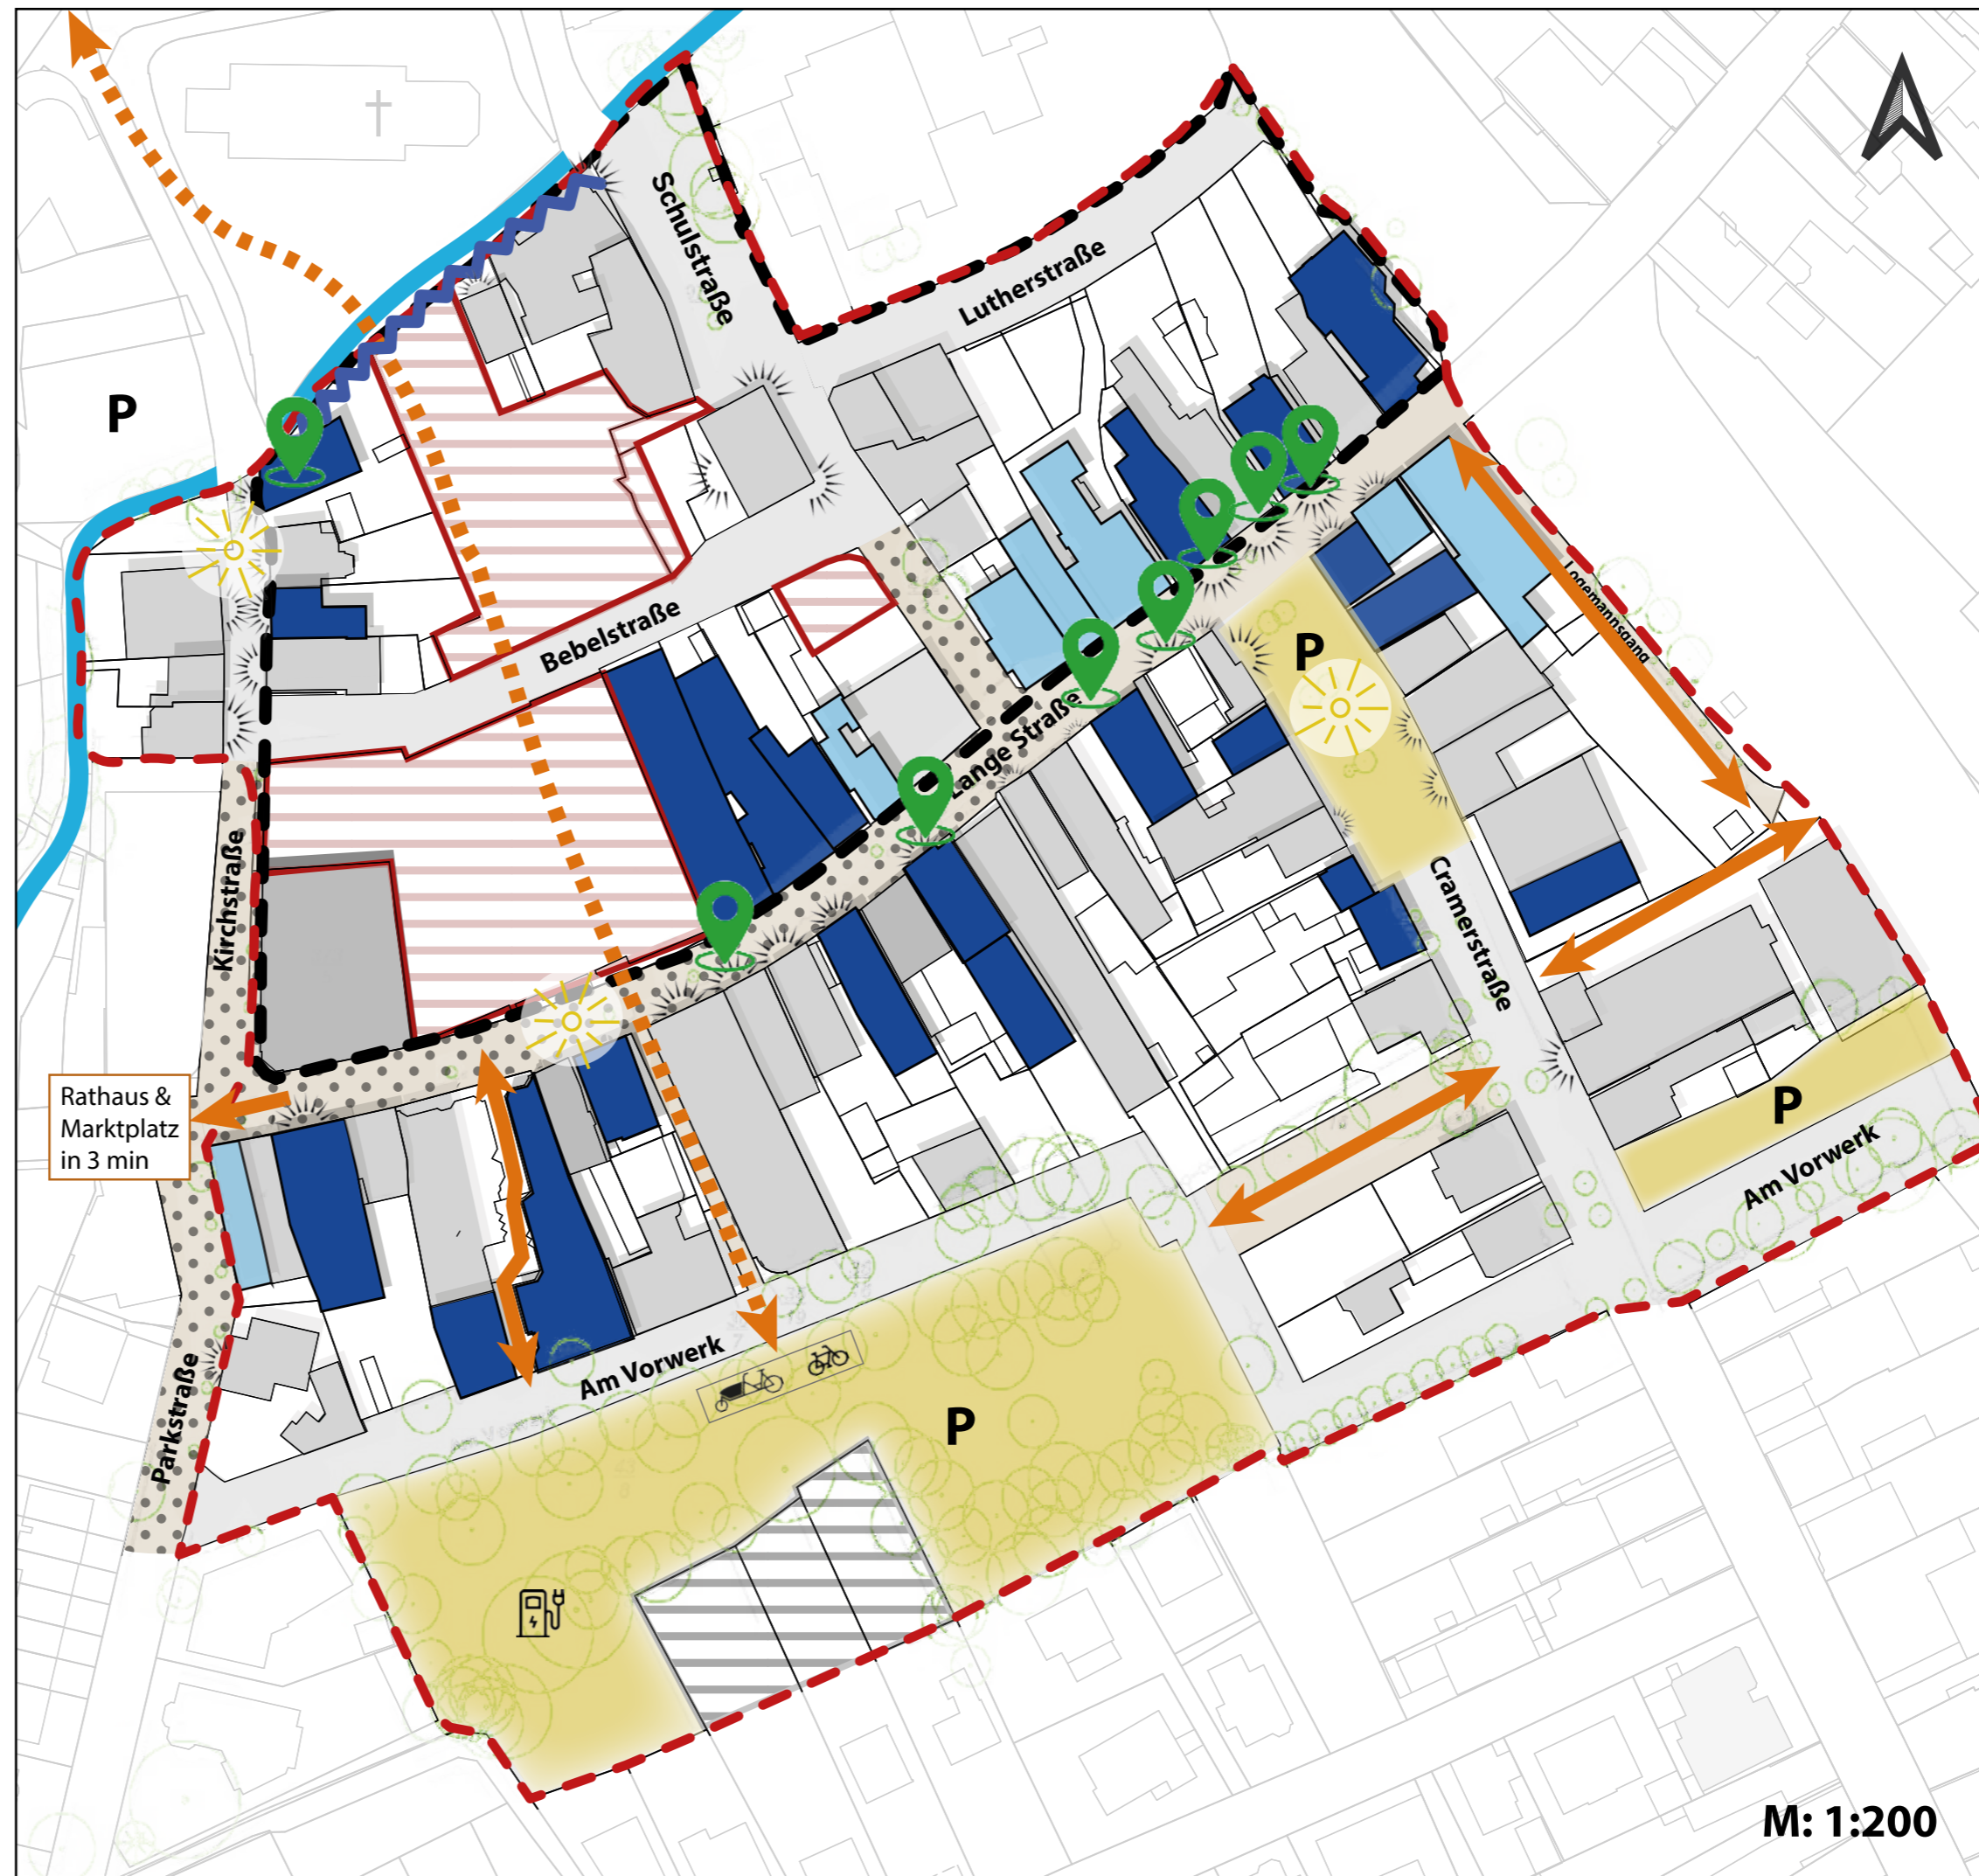 Schulstraße
Lutherstraße
P
Bebelstraße
P
Logemannsgang
Lange Straße
Kirchstraße
Cramerstraße
Rathaus &
Marktplatz
in 3 min
P
Am Vorwerk
Am Vorwerk
Parkstraße
P
M: 1:200